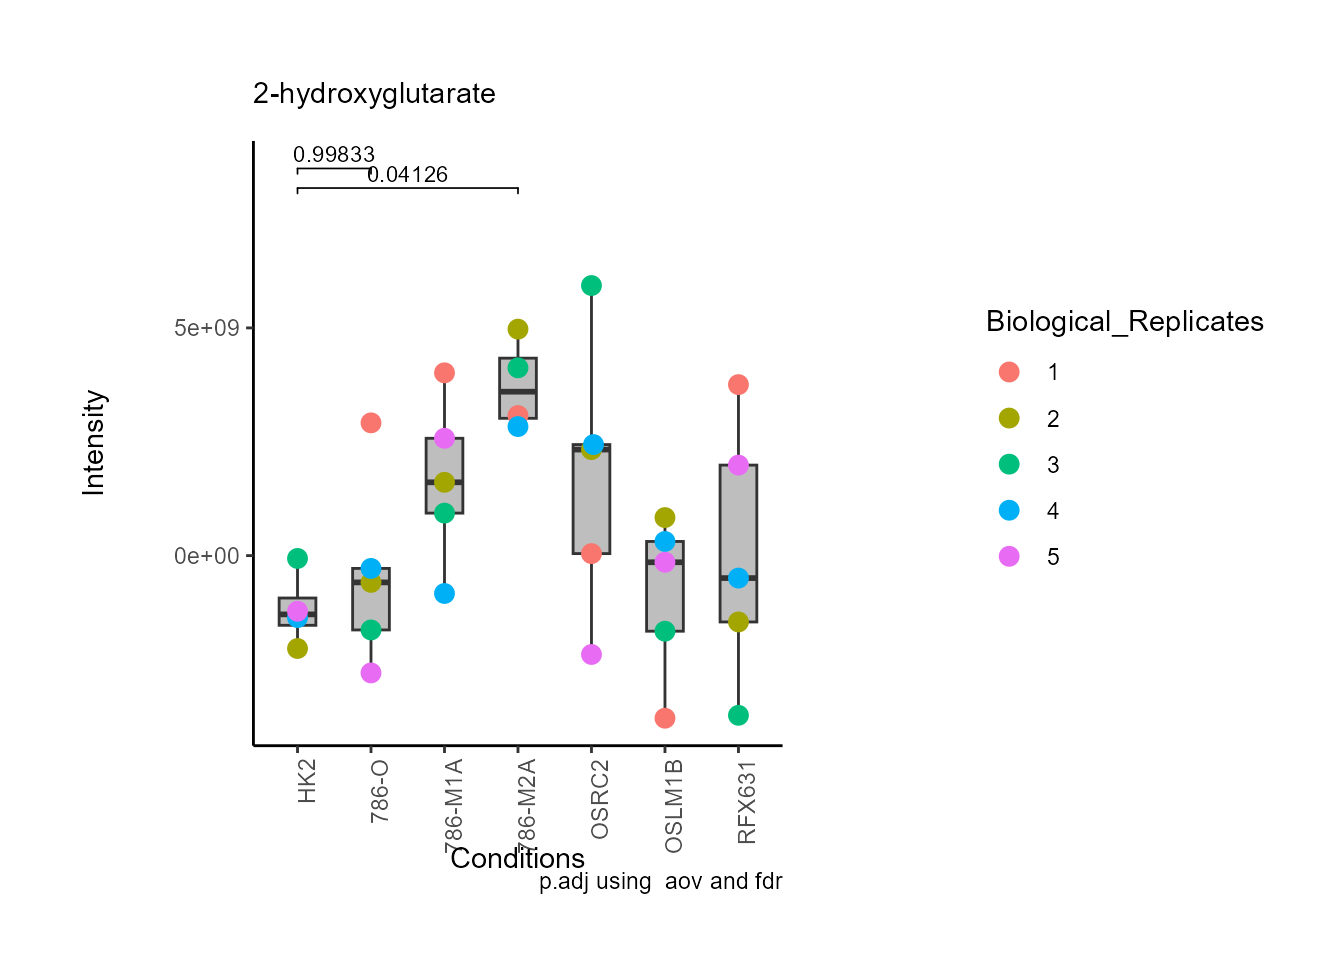 2-hydroxyglutarate
0.99833
0.04126
Intensity
5e+09
0e+00
HK2
786-O
786-M1A
786-M2A
OSRC2
OSLM1B
RFX631
Conditions
p.adj using  aov and fdr
Biological_Replicates
1
2
3
4
5